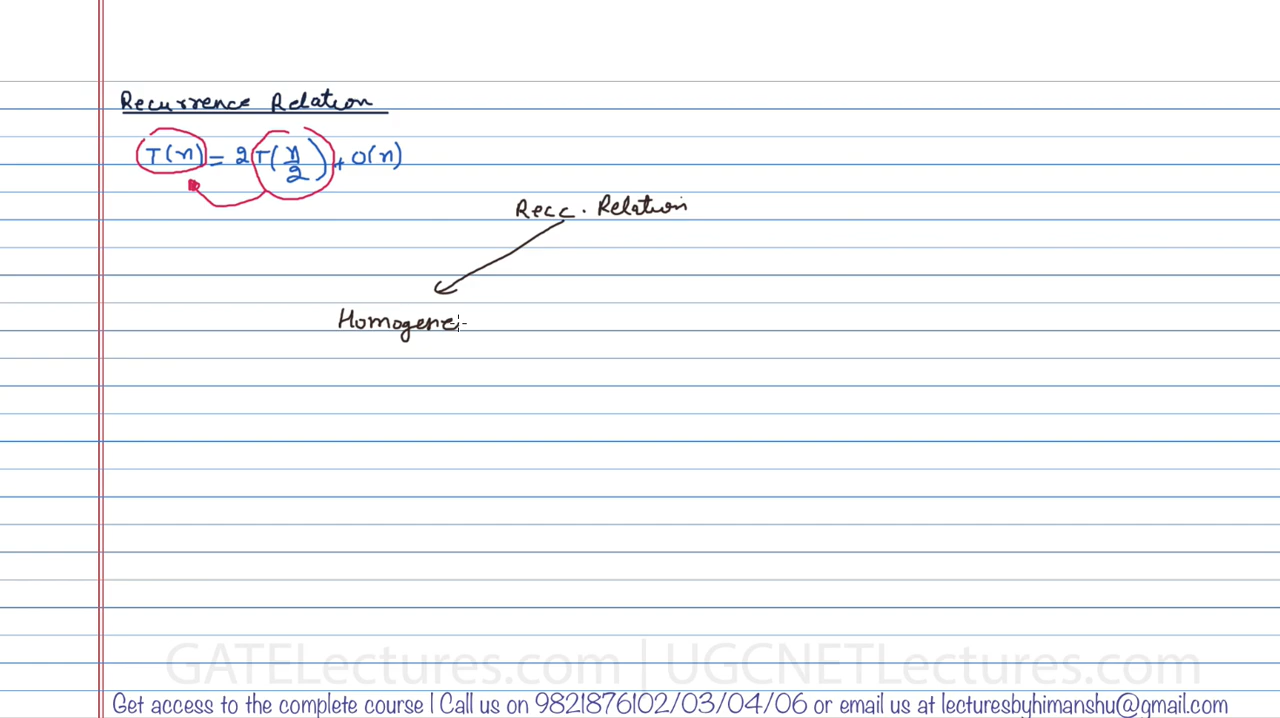 Recurrence Relation
T(n) = 2T(n/2) + O(n)
Recc. Relation
Homogene
GATELectures.com | UGCNETLectures.com
Get access to the complete course | Call us on 9821876102/03/04/06 or email us at lecturesbyhimanshu@gmail.com